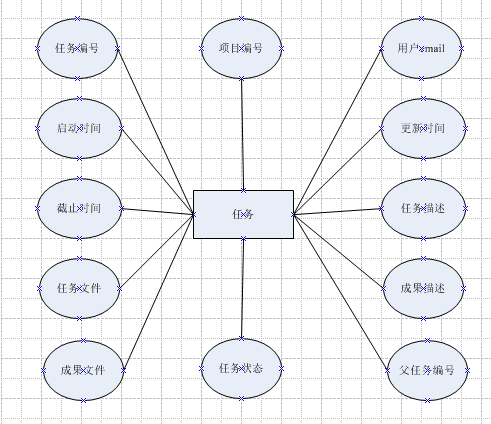 任务编号
项目编号
用户Email
启动时间
更新时间
截止时间
任务
任务描述
任务文件
成果描述
成果文件
任务状态
父任务编号